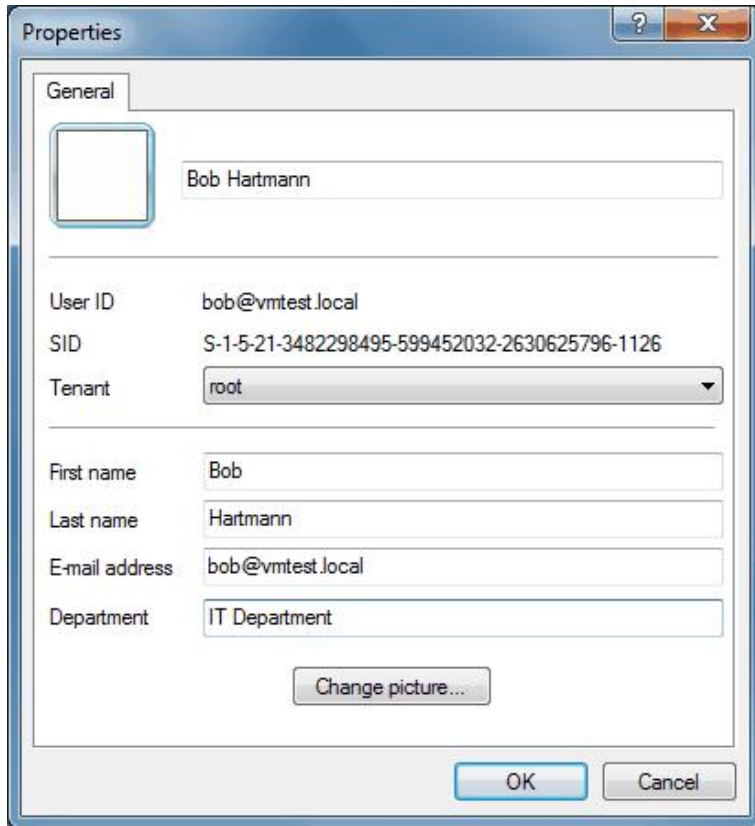 Properties
?
X
General
Bob Hartmann
User ID bob@vmtest.local
SID S-1-5-21-3482298495-599452032-2630625796-1126
Tenant root
First name Bob
Last name Hartmann
E-mail address bob@vmtest.local
Department IT Department
Change picture...
OK Cancel